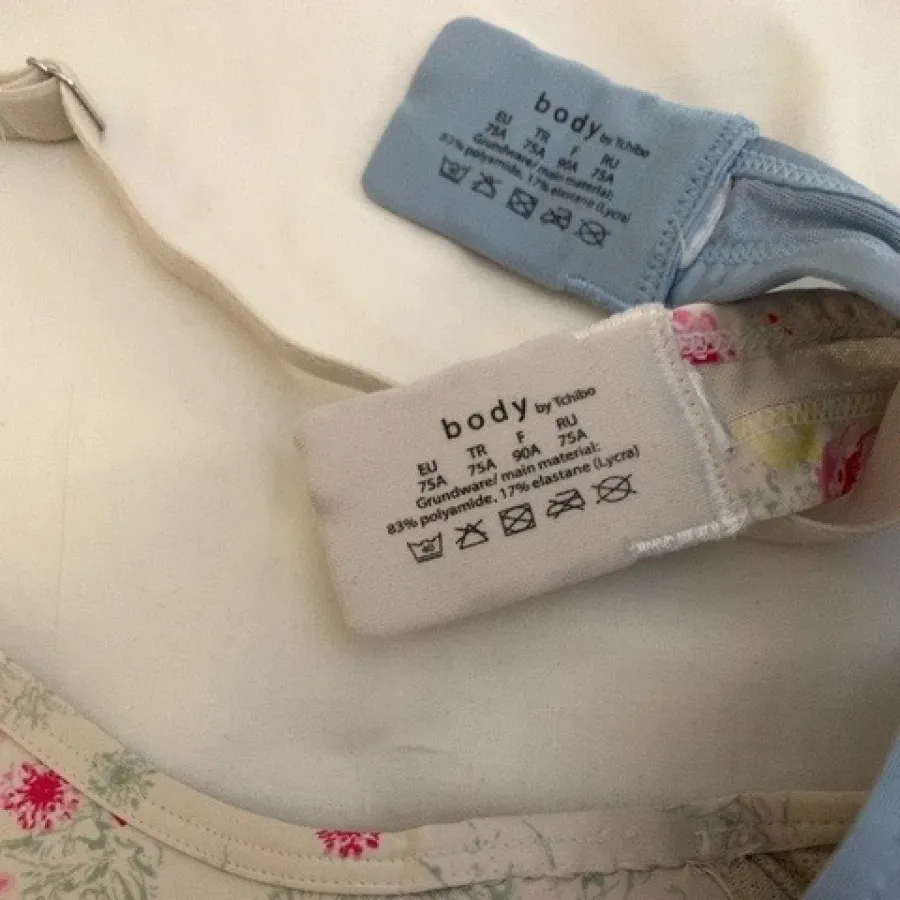 body by Tchibo
EU TR F RU
75A 75A 90A 75A
Grundware/ main material:
83% polyamide, 17% elastane (Lycra)
body by Tchibo
EU TR F RU
75A 75A 90A 75A
Grundware/ main material:
83% polyamide, 17% elastane (Lycra)
40